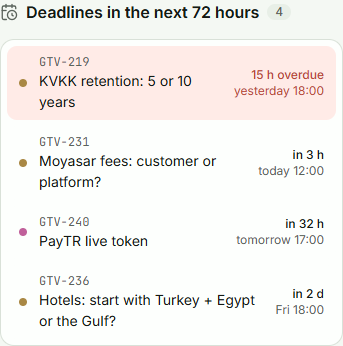 Deadlines in the next 72 hours 4
GTV-219
KVKK retention: 5 or 10
years
15 h overdue
yesterday 18:00
GTV-231
Moyasar fees: customer or
platform?
in 3 h
today 12:00
GTV-240
PayTR live token
in 32 h
tomorrow 17:00
GTV-236
Hotels: start with Turkey + Egypt
or the Gulf?
in 2 d
Fri 18:00